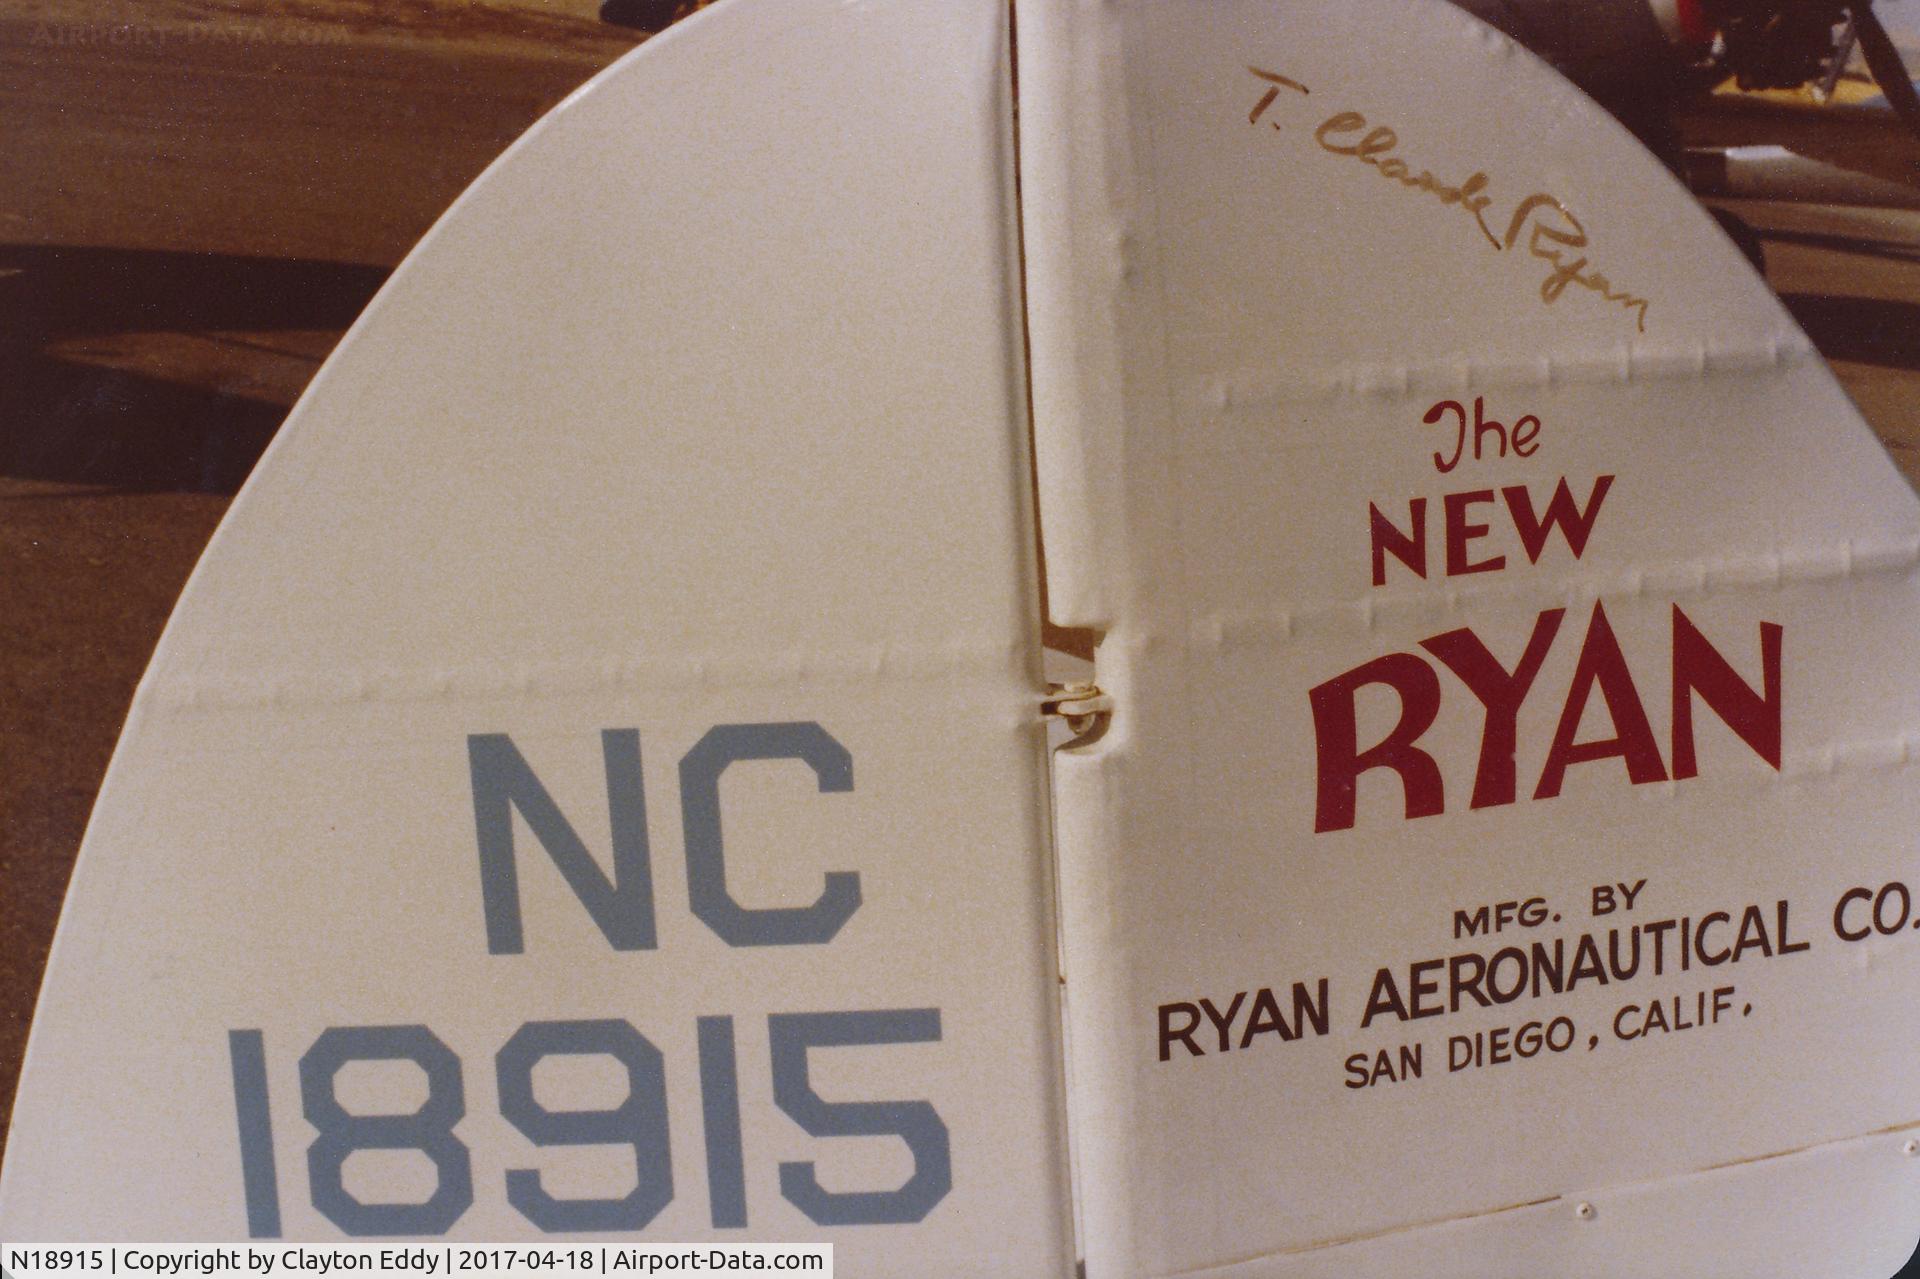 AIRPORT-DATA.COM
T. Claude Ryan
The
NEW
RYAN
MFG. BY
RYAN AERONAUTICAL CO.
SAN DIEGO, CALIF.
NC
18915
N18915 | Copyright by Clayton Eddy | 2017-04-18 | Airport-Data.com